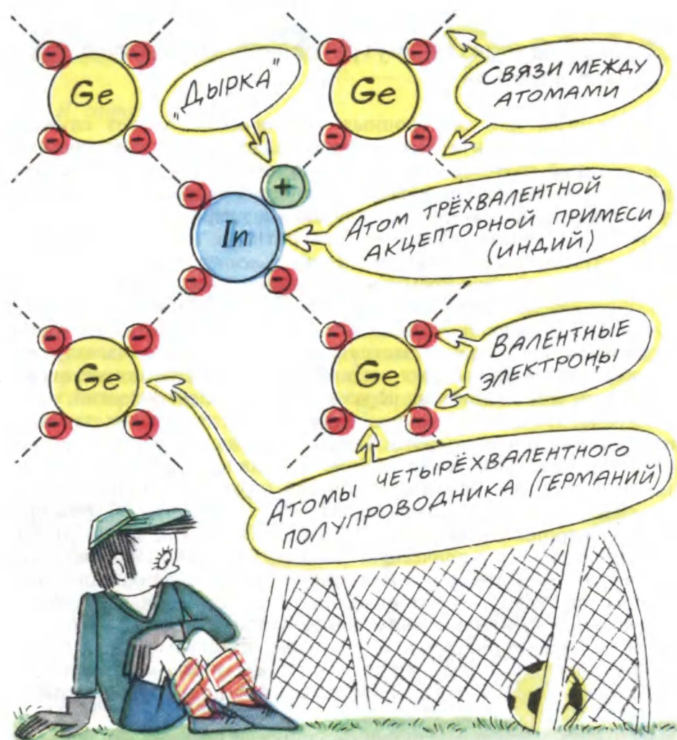 Ge
Ge
„ДЫРКА"
СВЯЗИ МЕЖДУ
АТОМАМИ
In
АТОМ ТРЁХВАЛЕНТНОЙ
АКЦЕПТОРНОЙ ПРИМЕСИ
(ИНДИЙ)
Ge
Ge
ВАЛЕНТНЫЕ
ЭЛЕКТРОНЫ
АТОМЫ ЧЕТЫРЁХВАЛЕНТНОГО
ПОЛУПРОВОДНИКА (ГЕРМАНИЙ)